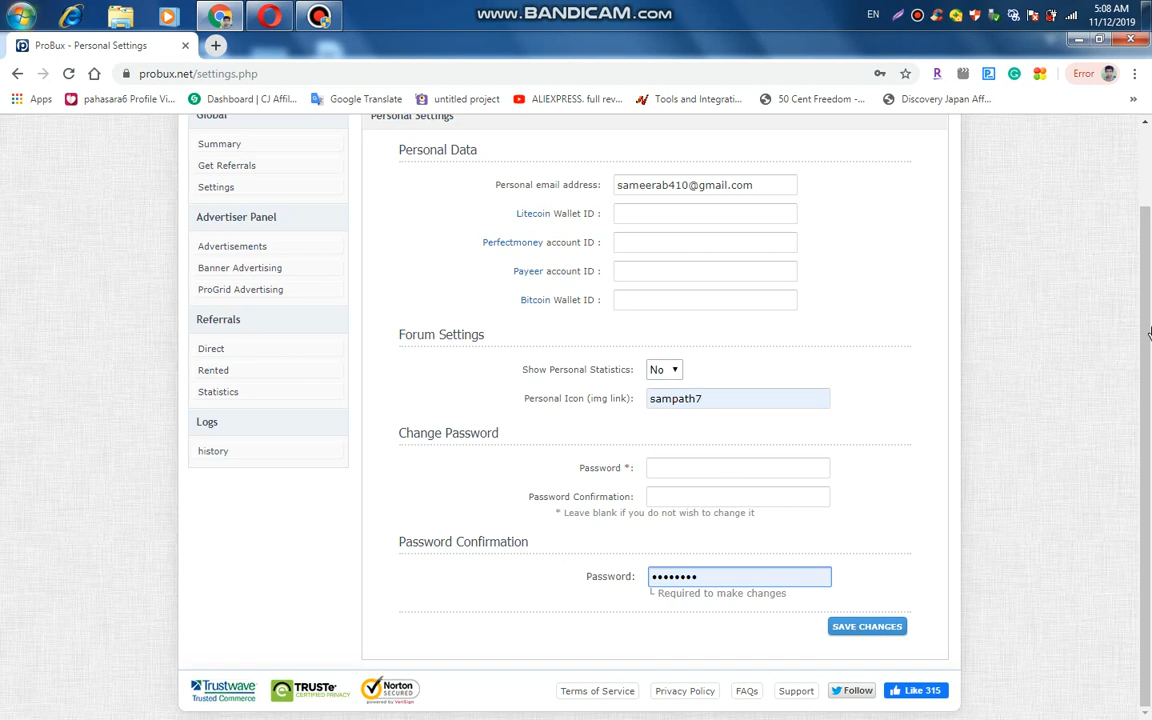 www.BANDICAM.com
EN
5:08 AM
11/12/2019
ProBux - Personal Settings
probux.net/settings.php
Error
Apps
pahasara6 Profile Vi...
Dashboard | CJ Affil...
Google Translate
untitled project
ALIEXPRESS. full rev...
Tools and Integrati...
50 Cent Freedom -...
Discovery Japan Aff...
»
Global
Summary
Get Referrals
Settings
Advertiser Panel
Advertisements
Banner Advertising
ProGrid Advertising
Referrals
Direct
Rented
Statistics
Logs
history
Personal Settings
Personal Data
Personal email address: sameerab410@gmail.com
Litecoin Wallet ID :
Perfectmoney account ID :
Payeer account ID :
Bitcoin Wallet ID :
Forum Settings
Show Personal Statistics: No
Personal Icon (img link): sampath7
Change Password
Password *:
Password Confirmation:
* Leave blank if you do not wish to change it
Password Confirmation
Password: ••••••••
Required to make changes
SAVE CHANGES
Trustwave
Trusted Commerce
TRUSTe
CERTIFIED PRIVACY
Norton
SECURED
powered by VeriSign
Terms of Service
Privacy Policy
FAQs
Support
Follow
Like 315